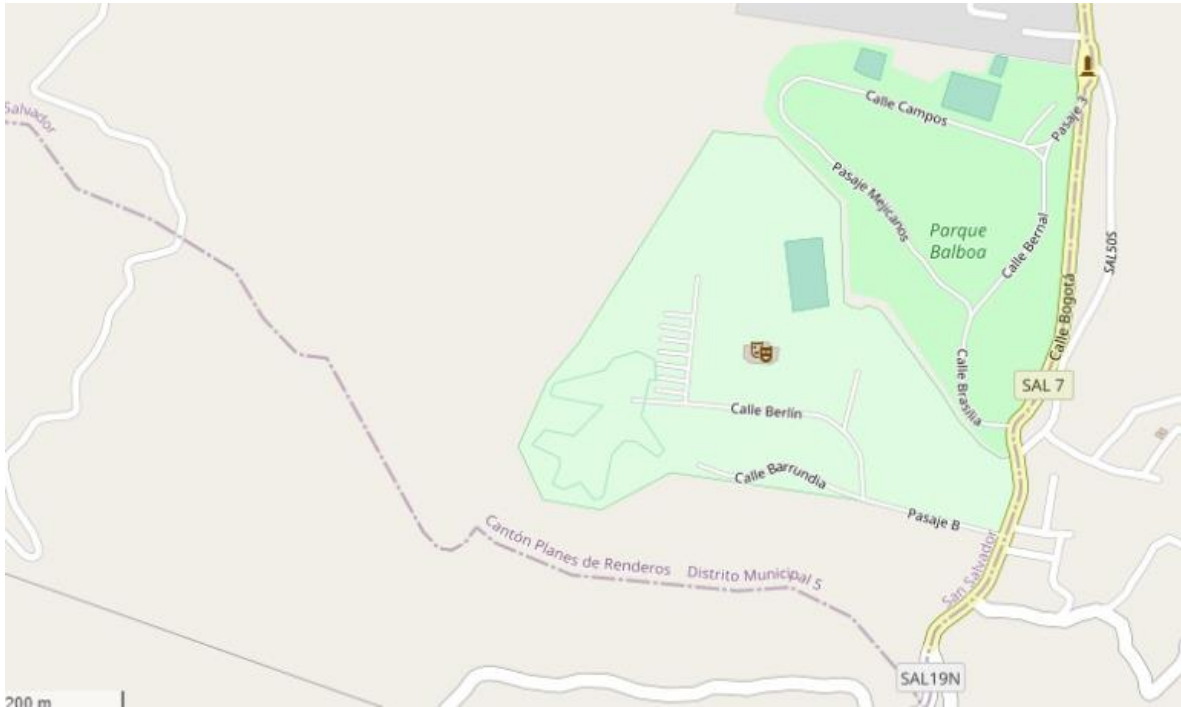 Salvador
Calle Campos
Pasaje 3
Pasaje Mejicanos
Parque
Balboa
Calle Bernal
SAL50S
Calle Bogotá
Calle Brasilia
SAL 7
Calle Berlín
Calle Barrundia
Pasaje B
Cantón Planes de Renderos
Distrito Municipal 5
San Salvador
SAL19N
200 m